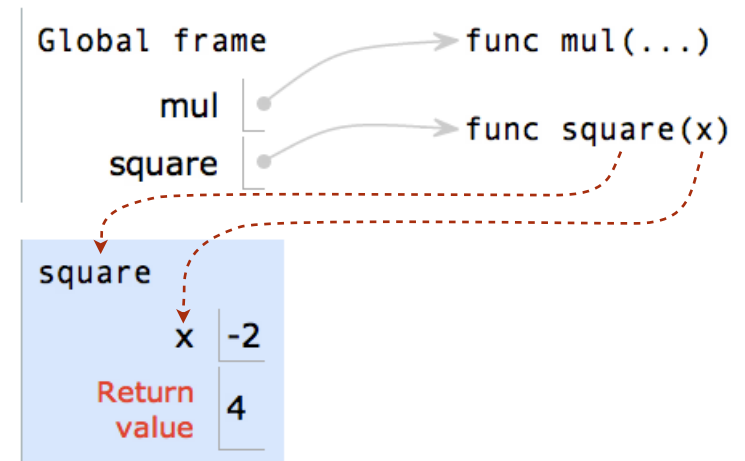 Global frame
func mul(...)
mul
func square(x)
square
square
x -2
Return
value
4